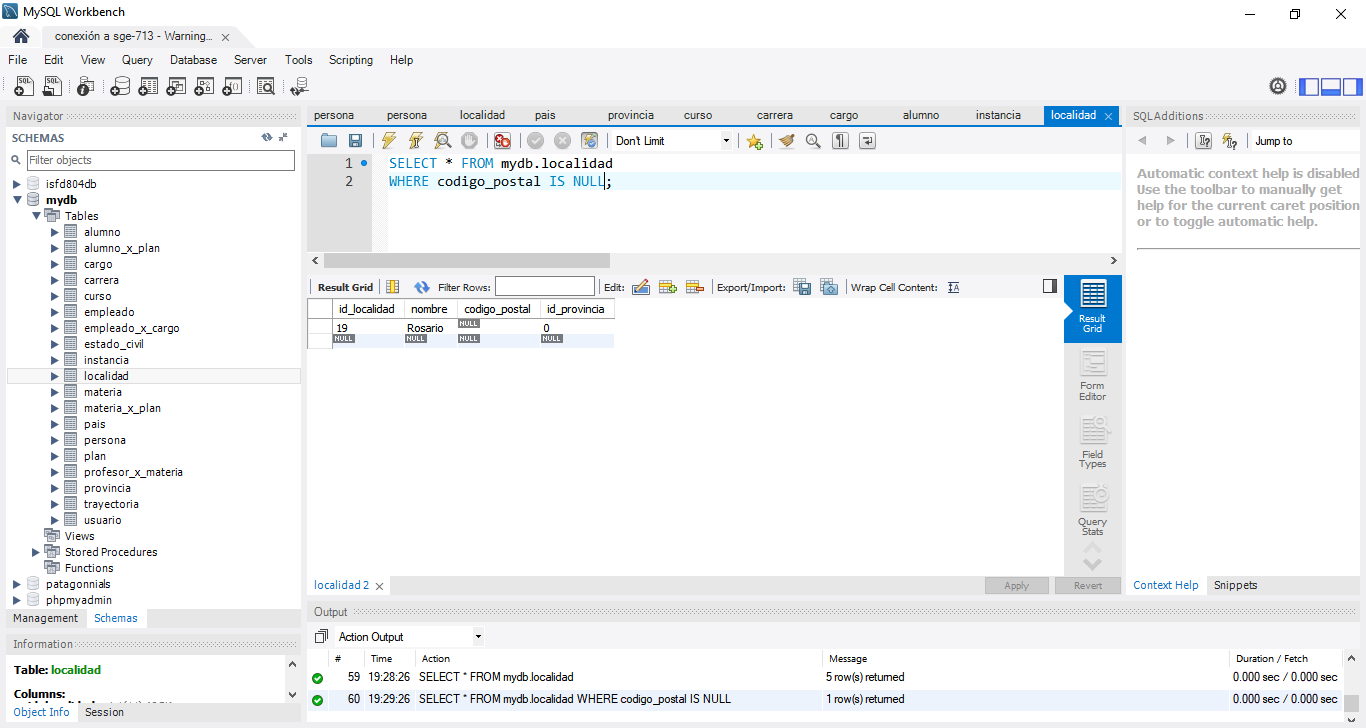 MySQL Workbench
conexión a sge-713 - Warning...
File Edit View Query Database Server Tools Scripting Help
Navigator
SCHEMAS
Filter objects
isfd804db
mydb
Tables
alumno
alumno_x_plan
cargo
carrera
curso
empleado
empleado_x_cargo
estado_civil
instancia
localidad
materia
materia_x_plan
pais
persona
plan
profesor_x_materia
provincia
trayectoria
usuario
Views
Stored Procedures
Functions
patagonnials
phpmyadmin
Management Schemas
Information
Table: localidad
Columns:
Object Info Session
persona persona localidad pais provincia curso carrera cargo alumno instancia localidad
Don't Limit
1 SELECT * FROM mydb.localidad
2 WHERE codigo_postal IS NULL;
Result Grid Filter Rows: Edit: Export/Import: Wrap Cell Content:
id_localidad nombre codigo_postal id_provincia
19 Rosario NULL 0
NULL NULL NULL NULL
Result
Grid
Form
Editor
Field
Types
Query
Stats
localidad 2 Apply Revert
SQLAdditions
Jump to
Automatic context help is disabled
Use the toolbar to manually get
help for the current caret position
or to toggle automatic help.
Context Help Snippets
Output
Action Output
# Time Action Message Duration / Fetch
59 19:28:26 SELECT * FROM mydb.localidad 5 row(s) returned 0.000 sec / 0.000 sec
60 19:29:26 SELECT * FROM mydb.localidad WHERE codigo_postal IS NULL 1 row(s) returned 0.000 sec / 0.000 sec